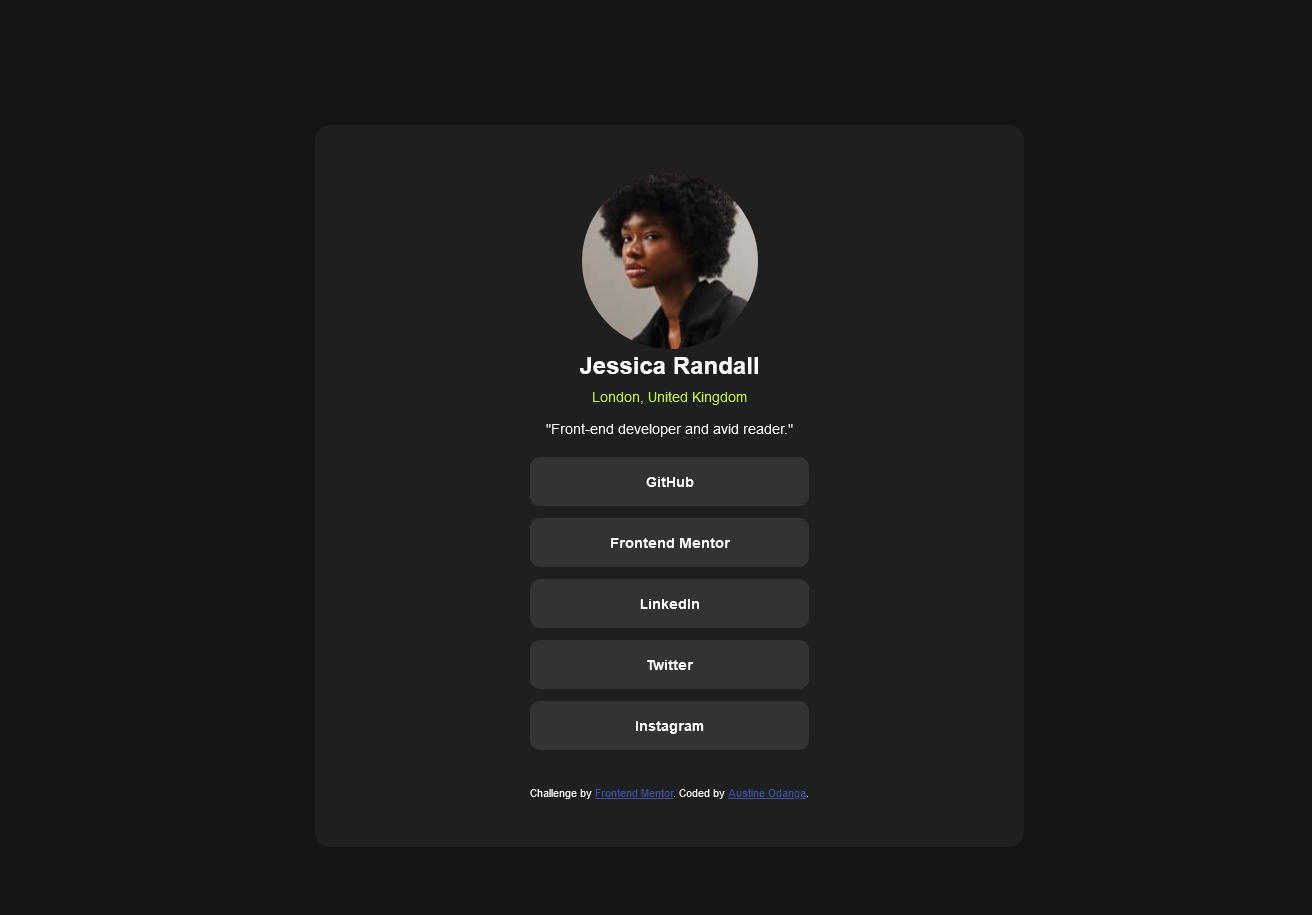 Jessica Randall
London, United Kingdom
"Front-end developer and avid reader."
GitHub
Frontend Mentor
LinkedIn
Twitter
Instagram
Challenge by Frontend Mentor. Coded by Austine Odanga.